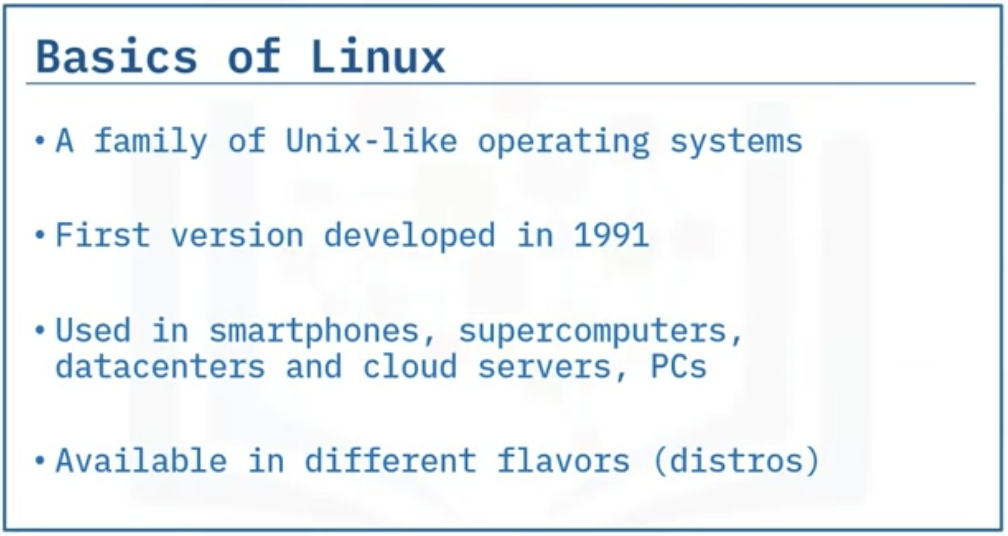 Basics of Linux
• A family of Unix-like operating systems
• First version developed in 1991
• Used in smartphones, supercomputers,
datacenters and cloud servers, PCs
• Available in different flavors (distros)